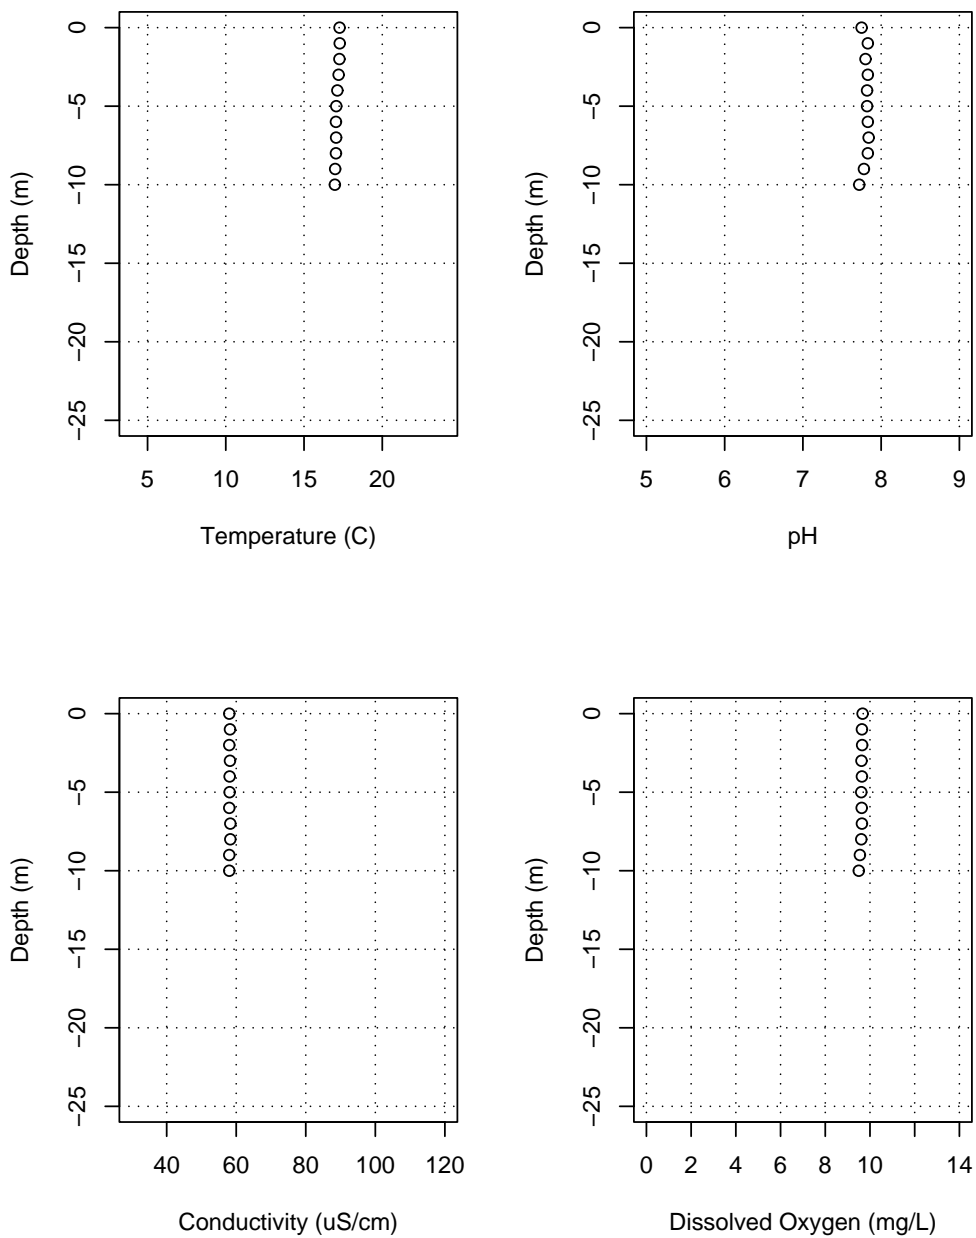 0
−5
−10
−15
−20
−25
Depth (m)
5 10 15 20
Temperature (C)
0
−5
−10
−15
−20
−25
Depth (m)
5 6 7 8 9
pH
0
−5
−10
−15
−20
−25
Depth (m)
40 60 80 100 120
Conductivity (uS/cm)
0
−5
−10
−15
−20
−25
Depth (m)
0 2 4 6 8 10 14
Dissolved Oxygen (mg/L)